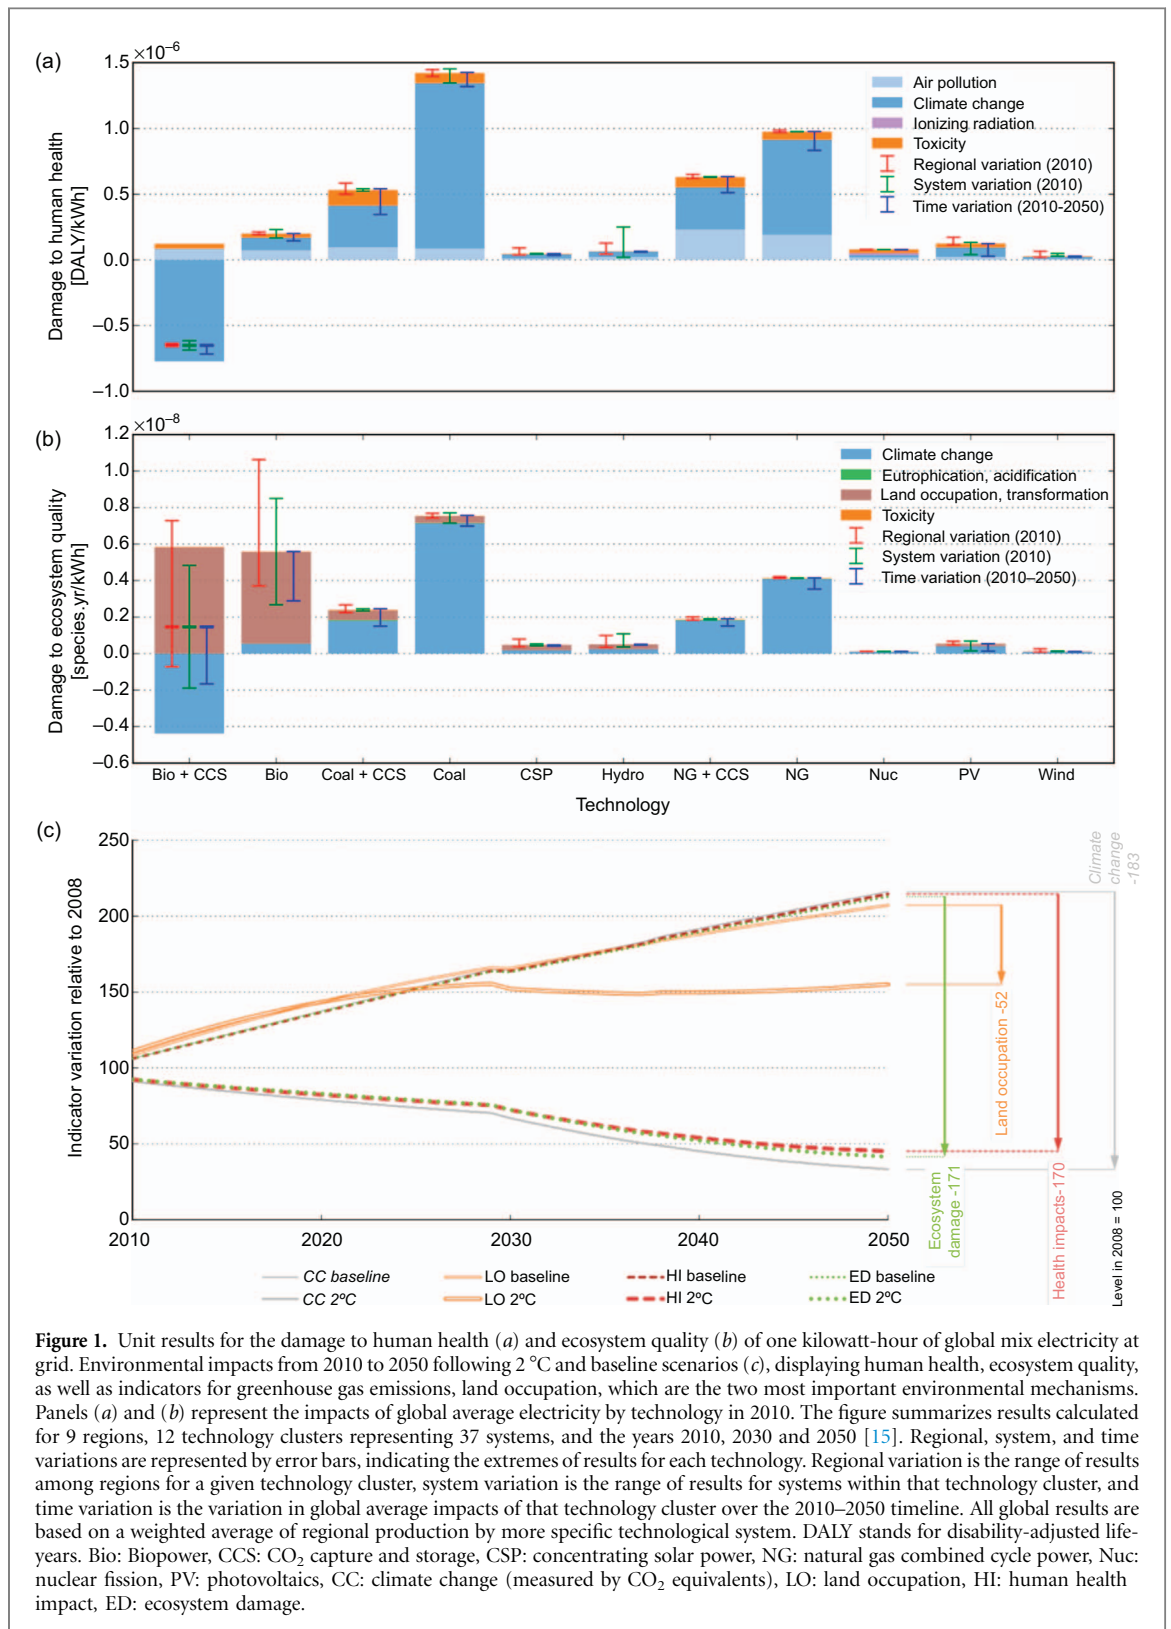 (a)
×10–6
1.5
1.0
0.5
0.0
–0.5
–1.0
Damage to human health
[DALY/kWh]
Air pollution
Climate change
Ionizing radiation
Toxicity
Regional variation (2010)
System variation (2010)
Time variation (2010-2050)
(b)
×10–8
1.2
1.0
0.8
0.6
0.4
0.2
0.0
–0.2
–0.4
–0.6
Damage to ecosystem quality
[species.yr/kWh]
Climate change
Eutrophication, acidification
Land occupation, transformation
Toxicity
Regional variation (2010)
System variation (2010)
Time variation (2010–2050)
Bio + CCS Bio Coal + CCS Coal CSP Hydro NG + CCS NG Nuc PV Wind
Technology
(c)
250
200
150
100
50
0
Indicator variation relative to 2008
2010 2020 2030 2040 2050
Climate
change
-183
Land occupation -52
Ecosystem
damage -171
Health impacts-170
Level in 2008 = 100
CC baseline LO baseline HI baseline ED baseline
CC 2ºC LO 2ºC HI 2ºC ED 2ºC
Figure 1. Unit results for the damage to human health (a) and ecosystem quality (b) of one kilowatt-hour of global mix electricity at
grid. Environmental impacts from 2010 to 2050 following 2 °C and baseline scenarios (c), displaying human health, ecosystem quality,
as well as indicators for greenhouse gas emissions, land occupation, which are the two most important environmental mechanisms.
Panels (a) and (b) represent the impacts of global average electricity by technology in 2010. The figure summarizes results calculated
for 9 regions, 12 technology clusters representing 37 systems, and the years 2010, 2030 and 2050 [15]. Regional, system, and time
variations are represented by error bars, indicating the extremes of results for each technology. Regional variation is the range of results
among regions for a given technology cluster, system variation is the range of results for systems within that technology cluster, and
time variation is the variation in global average impacts of that technology cluster over the 2010–2050 timeline. All global results are
based on a weighted average of regional production by more specific technological system. DALY stands for disability-adjusted life-
years. Bio: Biopower, CCS: CO2 capture and storage, CSP: concentrating solar power, NG: natural gas combined cycle power, Nuc:
nuclear fission, PV: photovoltaics, CC: climate change (measured by CO2 equivalents), LO: land occupation, HI: human health
impact, ED: ecosystem damage.